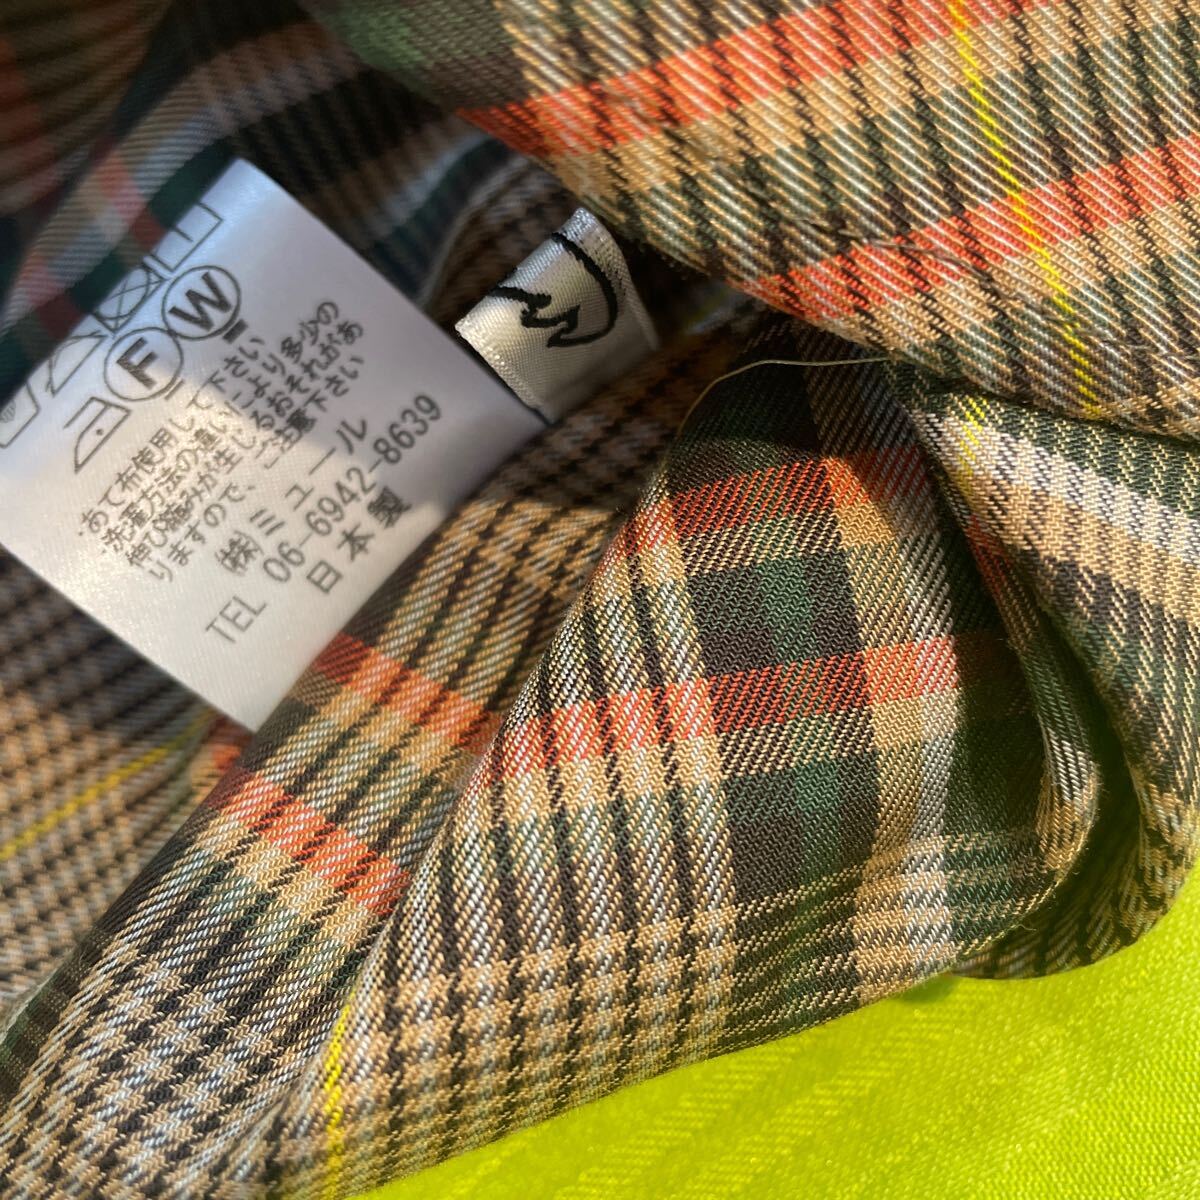 F W
あて布使用して下さい
洗濯方法の違いにより多少の
伸び縮みが生じるおそれがあ
りますので、ご注意下さい
㈱ミュール
TEL 06-6942-8639
日本製